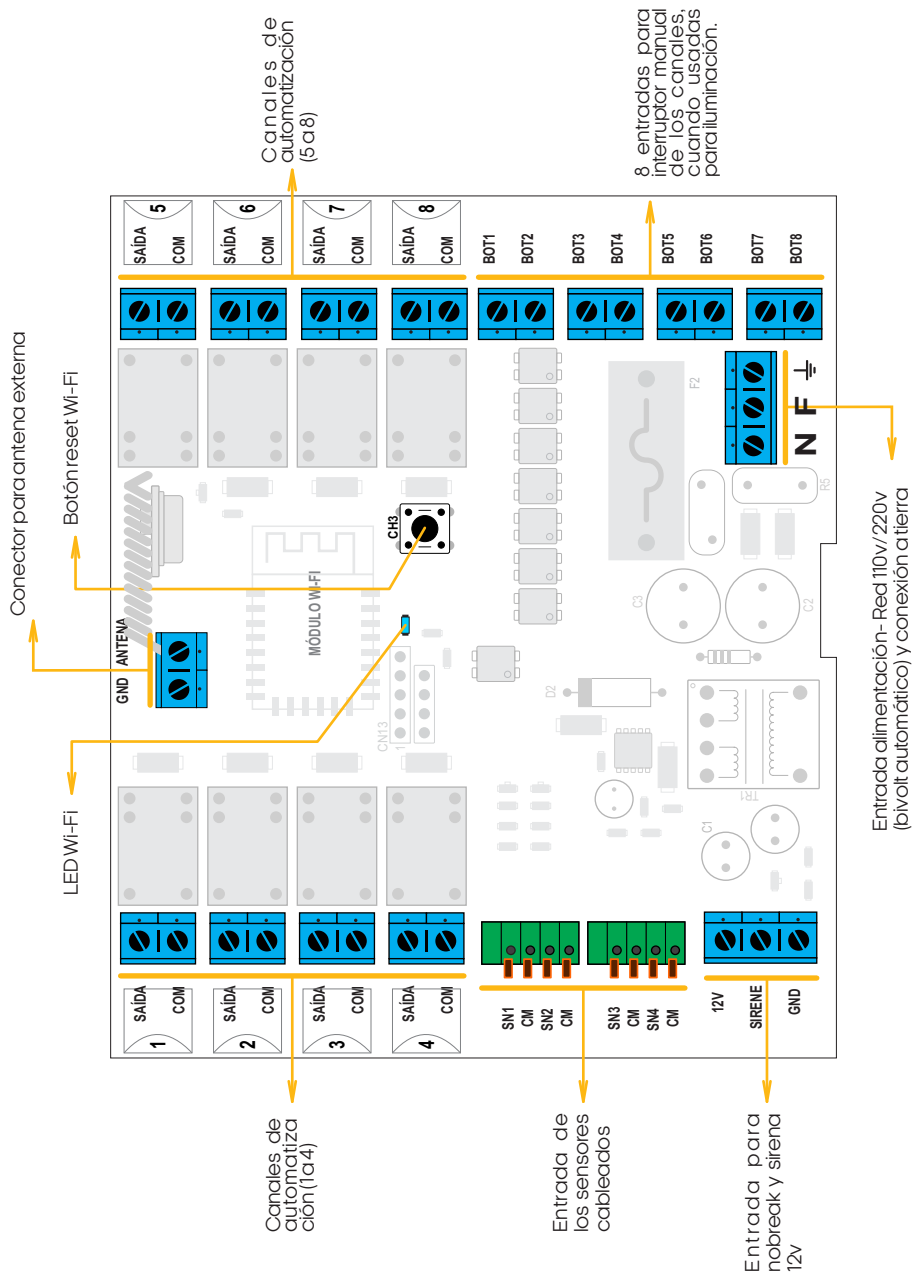 Conector para antena externa
Botón reset Wi-Fi
LED Wi-Fi
Canales de
automatiza
ción (1 a 4)
Canales de
automatización
(5 a 8)
Entrada de
los sensores
cableados
8 entradas para
interruptor manual
de los canales,
cuando usadas
para iluminación.
Entrada para
nobreak y sirena
12v
Entrada alimentación - Red 110v/ 220v
(bivolt automático) y conexión a tierra
1
SAÍDA
COM
2
SAÍDA
COM
3
SAÍDA
COM
4
SAÍDA
COM
SN1
CM
SN2
CM
SN3
CM
SN4
CM
12V
SIRENE
GND
GND ANTENA
MÓDULO WI-FI
CH3
CN13
1
D2
C3
C2
C1
TR1
F2
R5
5
SAÍDA
COM
6
SAÍDA
COM
7
SAÍDA
COM
8
SAÍDA
COM
BOT1
BOT2
BOT3
BOT4
BOT5
BOT6
BOT7
BOT8
N F